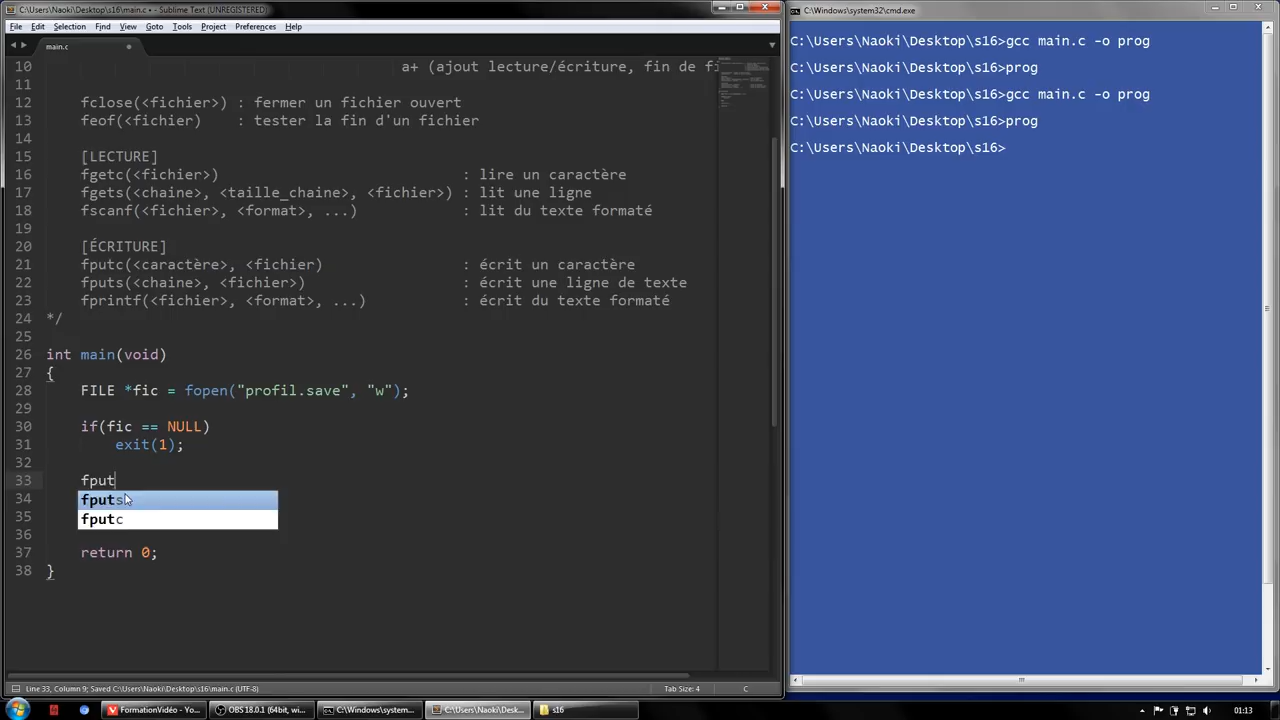 C:\Users\Naoki\Desktop\s16\main.c • - Sublime Text (UNREGISTERED)
File Edit Selection Find View Goto Tools Project Preferences Help
main.c
10 a+ (ajout lecture/écriture, fin de fi
11
12 fclose(<fichier>) : fermer un fichier ouvert
13 feof(<fichier) : tester la fin d'un fichier
14
15 [LECTURE]
16 fgetc(<fichier>) : lire un caractère
17 fgets(<chaine>, <taille_chaine>, <fichier>) : lit une ligne
18 fscanf(<fichier>, <format>, ...) : lit du texte formaté
19
20 [ÉCRITURE]
21 fputc(<caractère>, <fichier) : écrit un caractère
22 fputs(<chaine>, <fichier>) : écrit une ligne de texte
23 fprintf(<fichier>, <format>, ...) : écrit du texte formaté
24 */
25
26 int main(void)
27 {
28 FILE *fic = fopen("profil.save", "w");
29
30 if(fic == NULL)
31 exit(1);
32
33 fput
34 fputs
35 fputc
36
37 return 0;
38 }
Line 33, Column 9; Saved C:\Users\Naoki\Desktop\s16\main.c (UTF-8) Tab Size: 4 C
C:\Windows\system32\cmd.exe
C:\Users\Naoki\Desktop\s16>gcc main.c -o prog
C:\Users\Naoki\Desktop\s16>prog
C:\Users\Naoki\Desktop\s16>gcc main.c -o prog
C:\Users\Naoki\Desktop\s16>prog
C:\Users\Naoki\Desktop\s16>
FormationVidéo - Yo... OBS 18.0.1 (64bit, win... C:\Windows\system... C:\Users\Naoki\Desk... s16 01:13